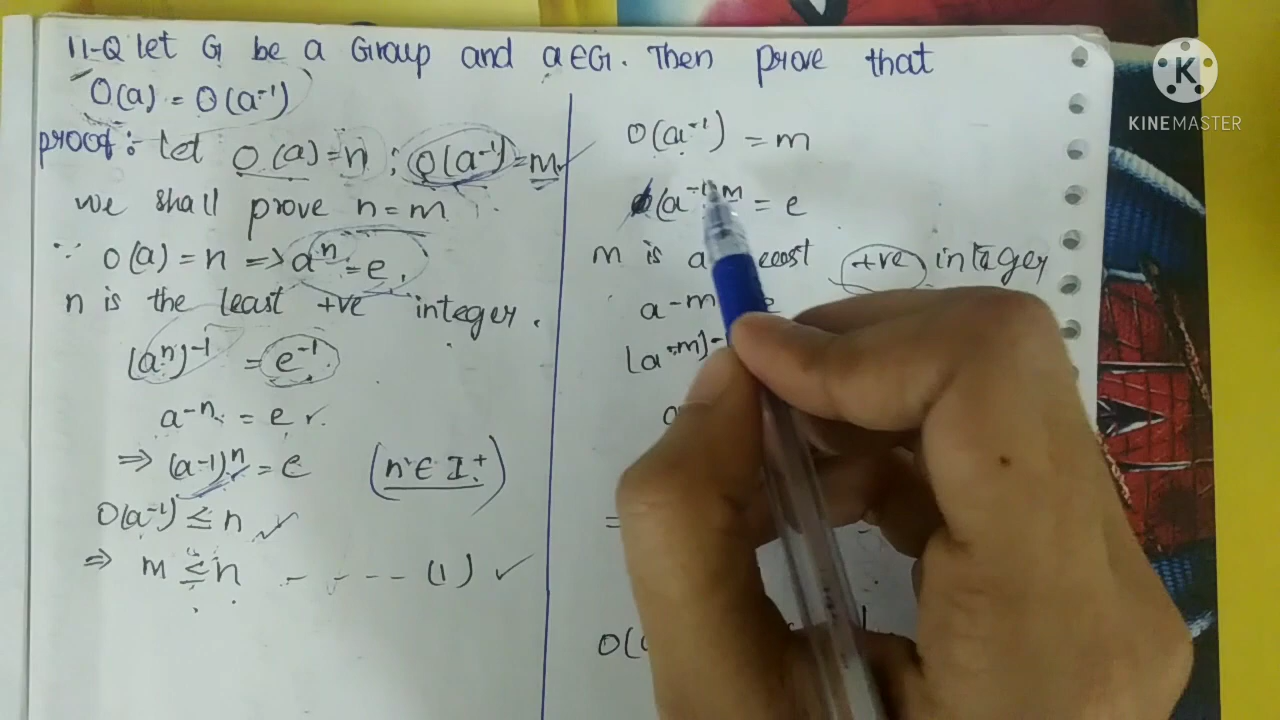 11-Q let G be a Group and a∈G. Then prove that
O(a) = O(a⁻¹)
proof:- let O(a)=n ; O(a⁻¹)=m
we shall prove n=m
∵ O(a)=n ⇒ aⁿ=e.
n is the least +ve integer.
(aⁿ)⁻¹ = e⁻¹
a⁻ⁿ = e
⇒ (a-1)ⁿ = e (n ∈ I⁺)
O(a⁻¹) ≤ n
⇒ m ≤ n - - - - - (1)
O(a⁻¹) = m
(a⁻¹)ᵐ = e
m is a +ve integer
a-m e
KINEMASTER